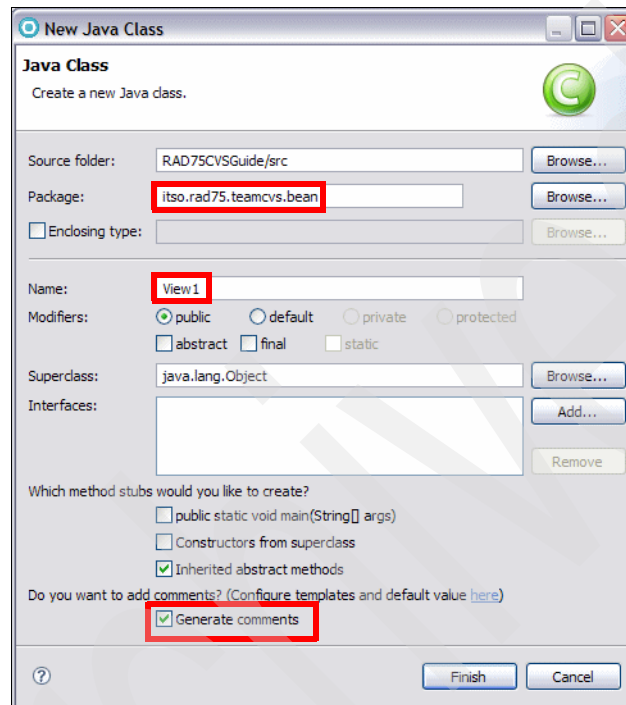 New Java Class
Java Class
Create a new Java class.
Source folder: RAD75CVSGuide/src Browse...
Package: itso.rad75.teamcvs.bean Browse...
Enclosing type: Browse...
Name: View1
Modifiers: public default private protected
abstract final static
Superclass: java.lang.Object Browse...
Interfaces: Add...
Remove
Which method stubs would you like to create?
public static void main(String[] args)
Constructors from superclass
Inherited abstract methods
Do you want to add comments? (Configure templates and default value here)
Generate comments
? Finish Cancel